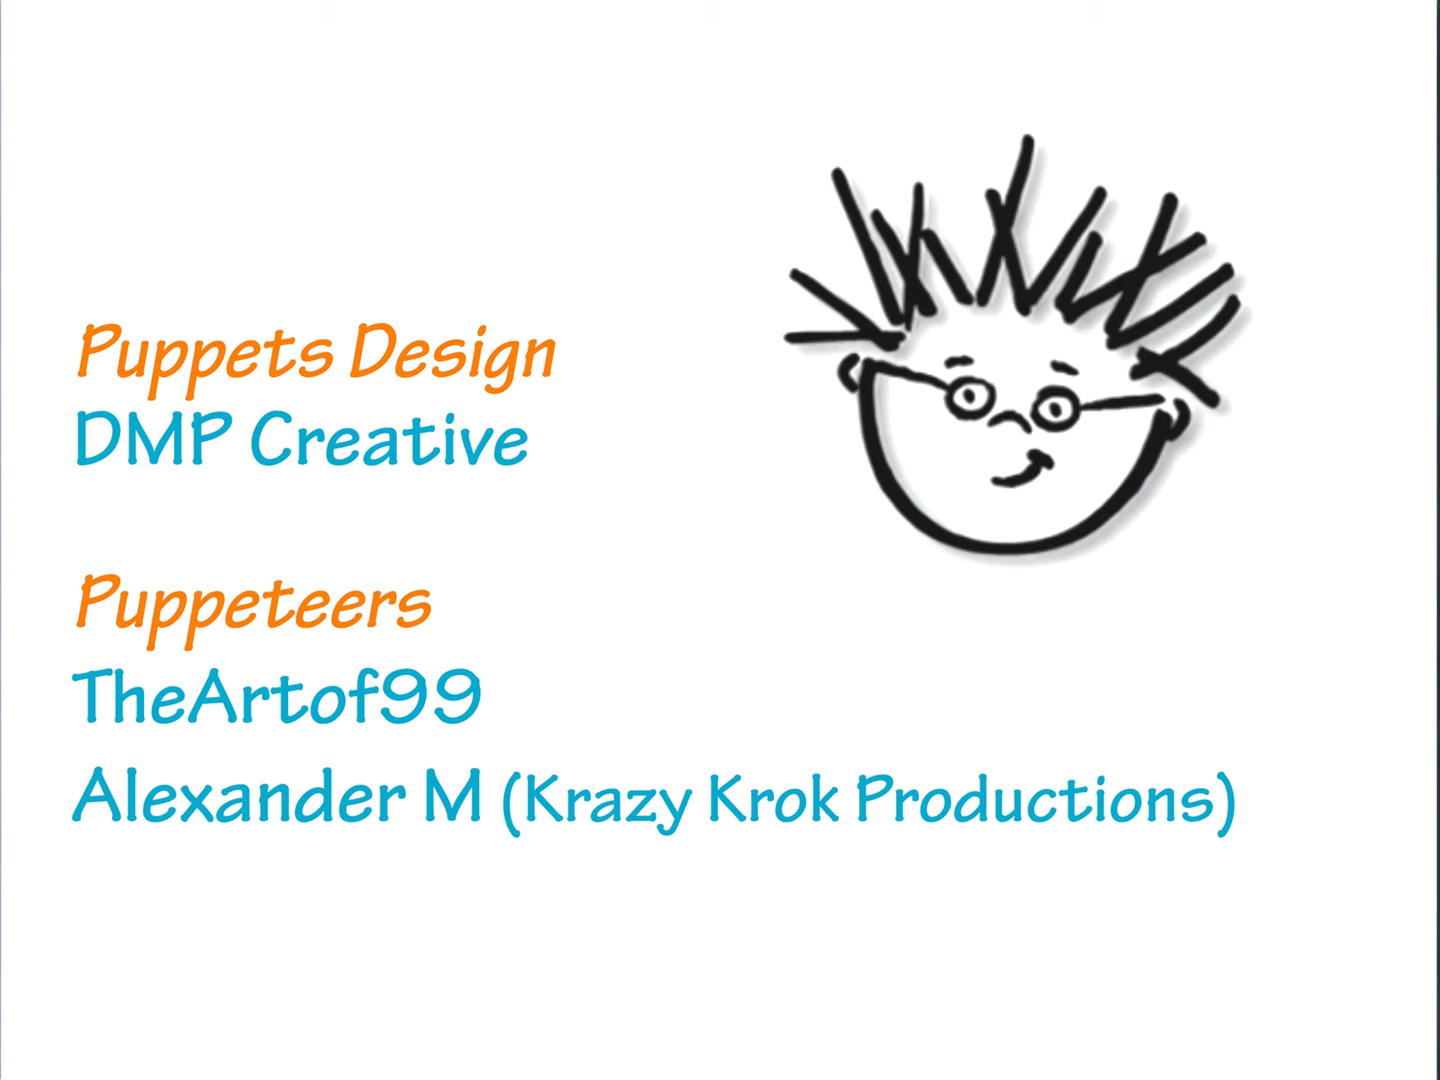 Puppets Design
DMP Creative
Puppeteers
TheArtof99
Alexander M (Krazy Krok Productions)